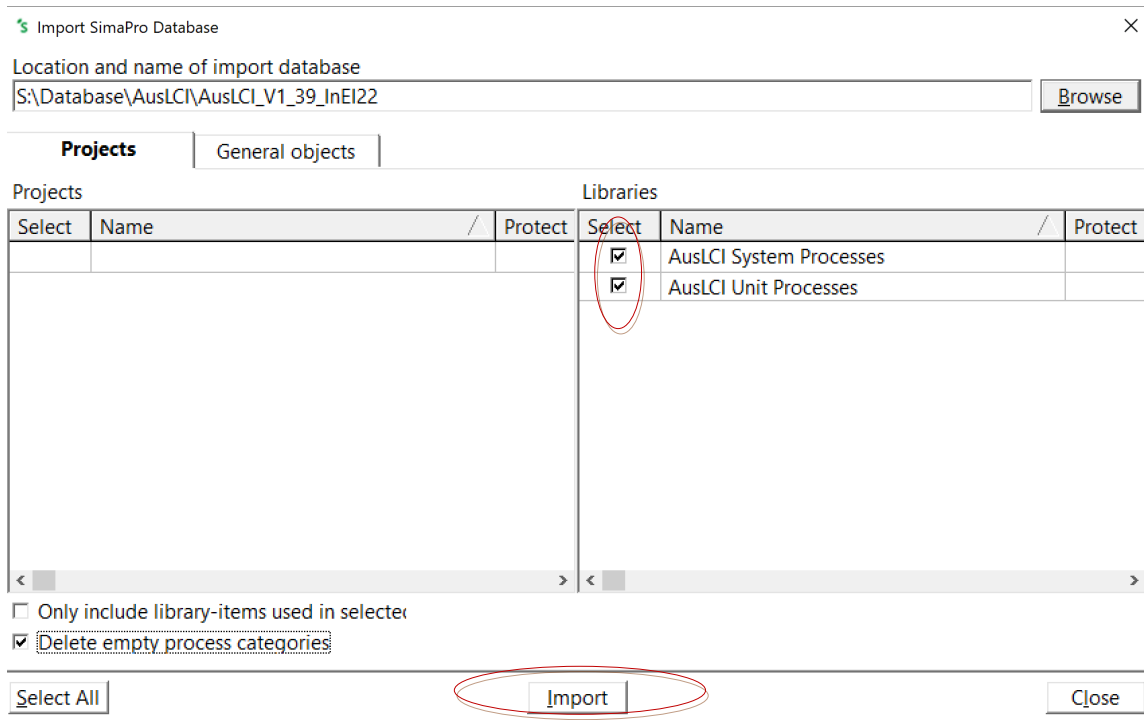 Import SimaPro Database
Location and name of import database
S:\Database\AusLCI\AusLCI_V1_39_InEI22
Browse
Projects
General objects
Projects
Libraries
Select Name Protect
Select Name Protect
AusLCI System Processes
AusLCI Unit Processes
Only include library-items used in selected
Delete empty process categories
Select All
Import
Close